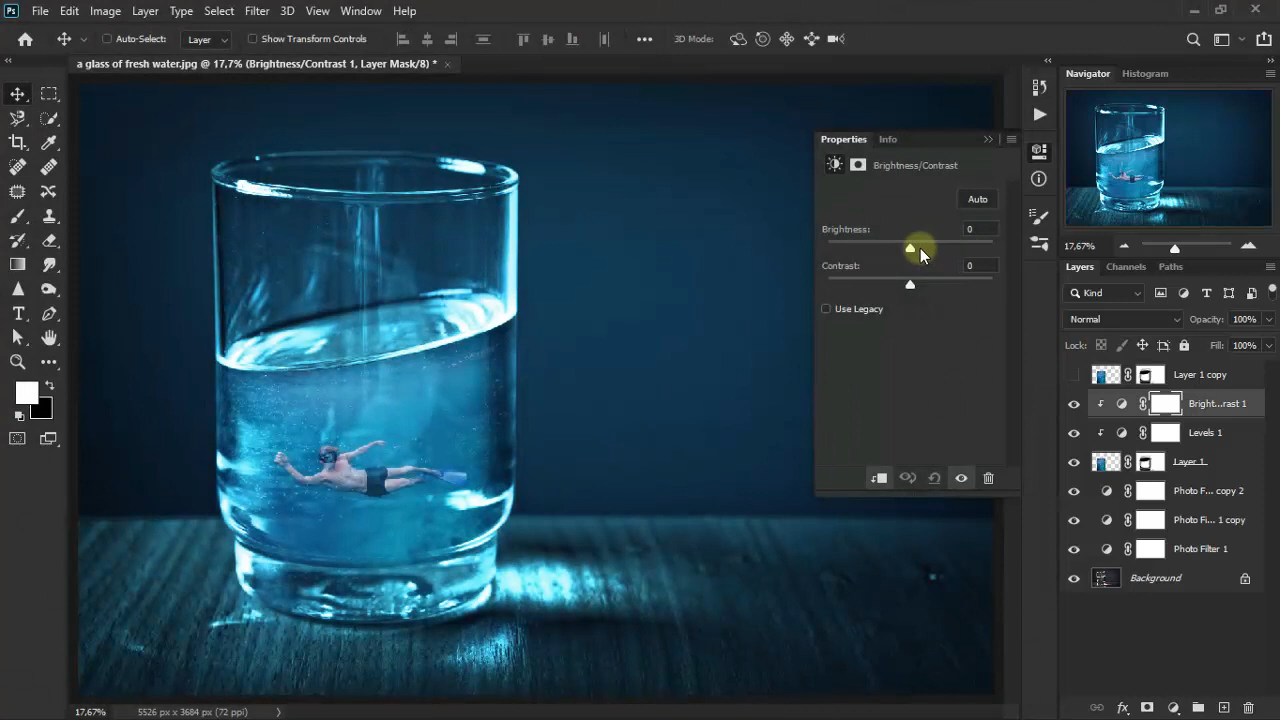 Ps File Edit Image Layer Type Select Filter 3D View Window Help
Auto-Select: Layer Show Transform Controls 3D Mode:
a glass of fresh water.jpg @ 17,7% (Brightness/Contrast 1, Layer Mask/8) *
Properties Info
Brightness/Contrast
Auto
Brightness: 0
Contrast: 0
Use Legacy
Navigator Histogram
17,67%
Layers Channels Paths
Kind
Normal Opacity: 100%
Lock: Fill: 100%
Layer 1 copy
Bright...rast 1
Levels 1
Layer 1
Photo F... copy 2
Photo Fi... 1 copy
Photo Filter 1
Background
17,67% 5526 px x 3684 px (72 ppi)